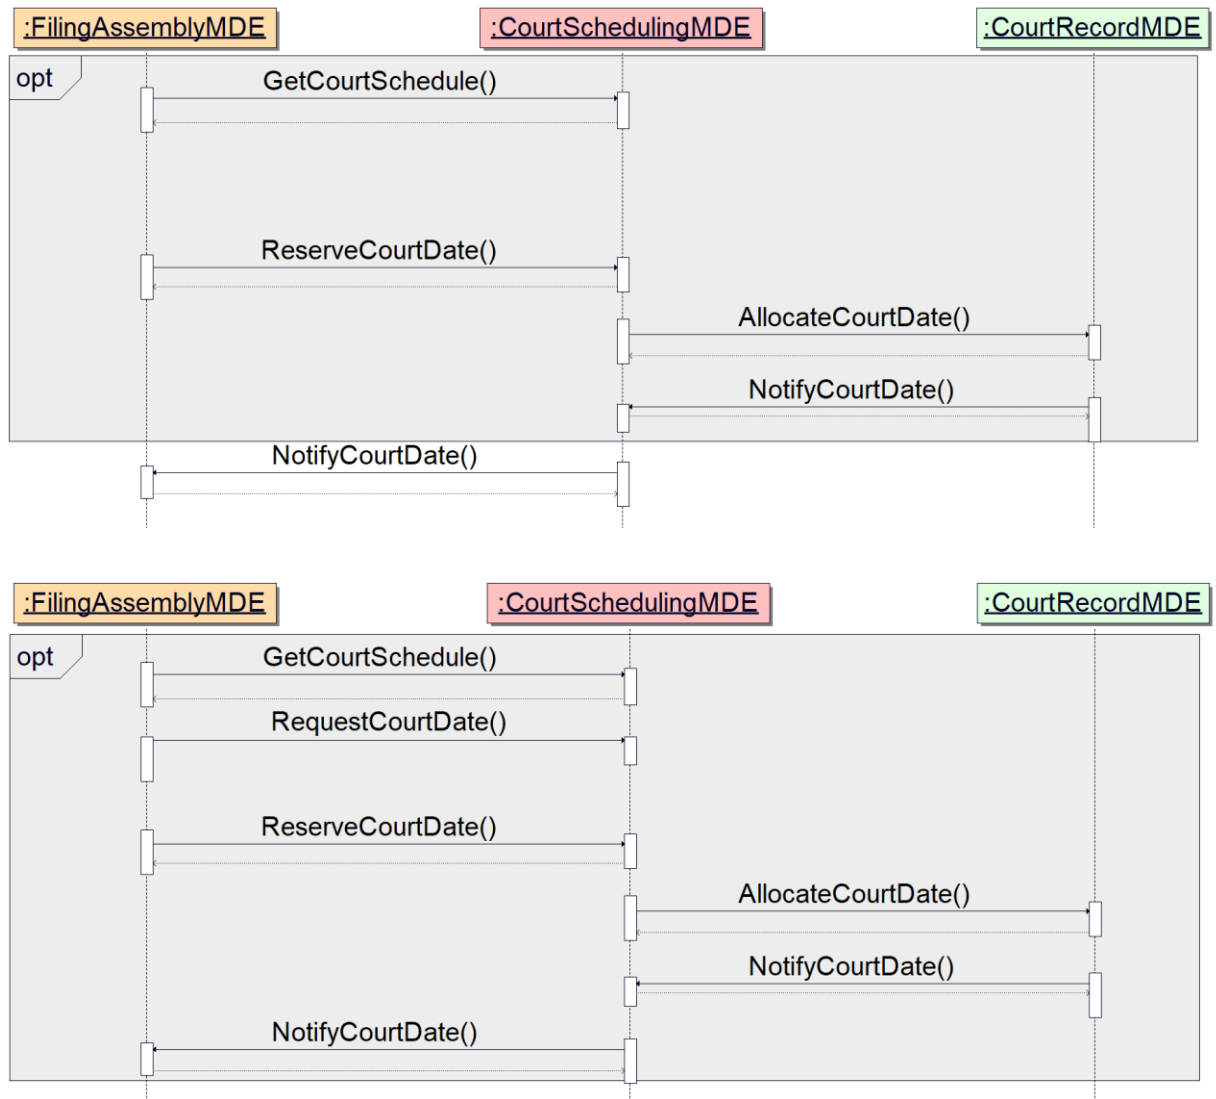 :FilingAssemblyMDE
:CourtSchedulingMDE
:CourtRecordMDE
opt
GetCourtSchedule()
ReserveCourtDate()
AllocateCourtDate()
NotifyCourtDate()
NotifyCourtDate()
:FilingAssemblyMDE
:CourtSchedulingMDE
:CourtRecordMDE
opt
GetCourtSchedule()
RequestCourtDate()
ReserveCourtDate()
AllocateCourtDate()
NotifyCourtDate()
NotifyCourtDate()